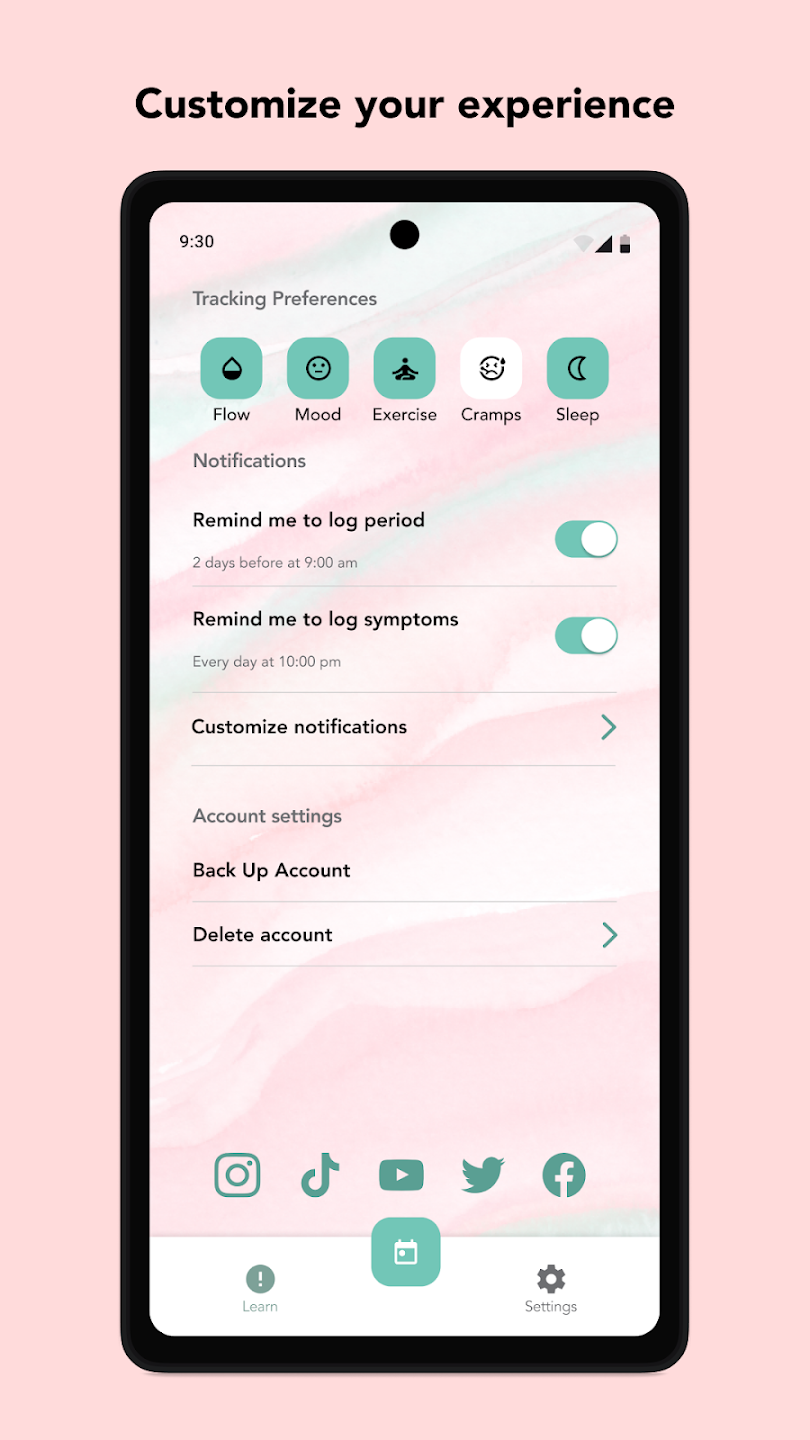 Customize your experience
9:30
Tracking Preferences
Flow Mood Exercise Cramps Sleep
Notifications
Remind me to log period
2 days before at 9:00 am
Remind me to log symptoms
Every day at 10:00 pm
Customize notifications
Account settings
Back Up Account
Delete account
Learn Settings